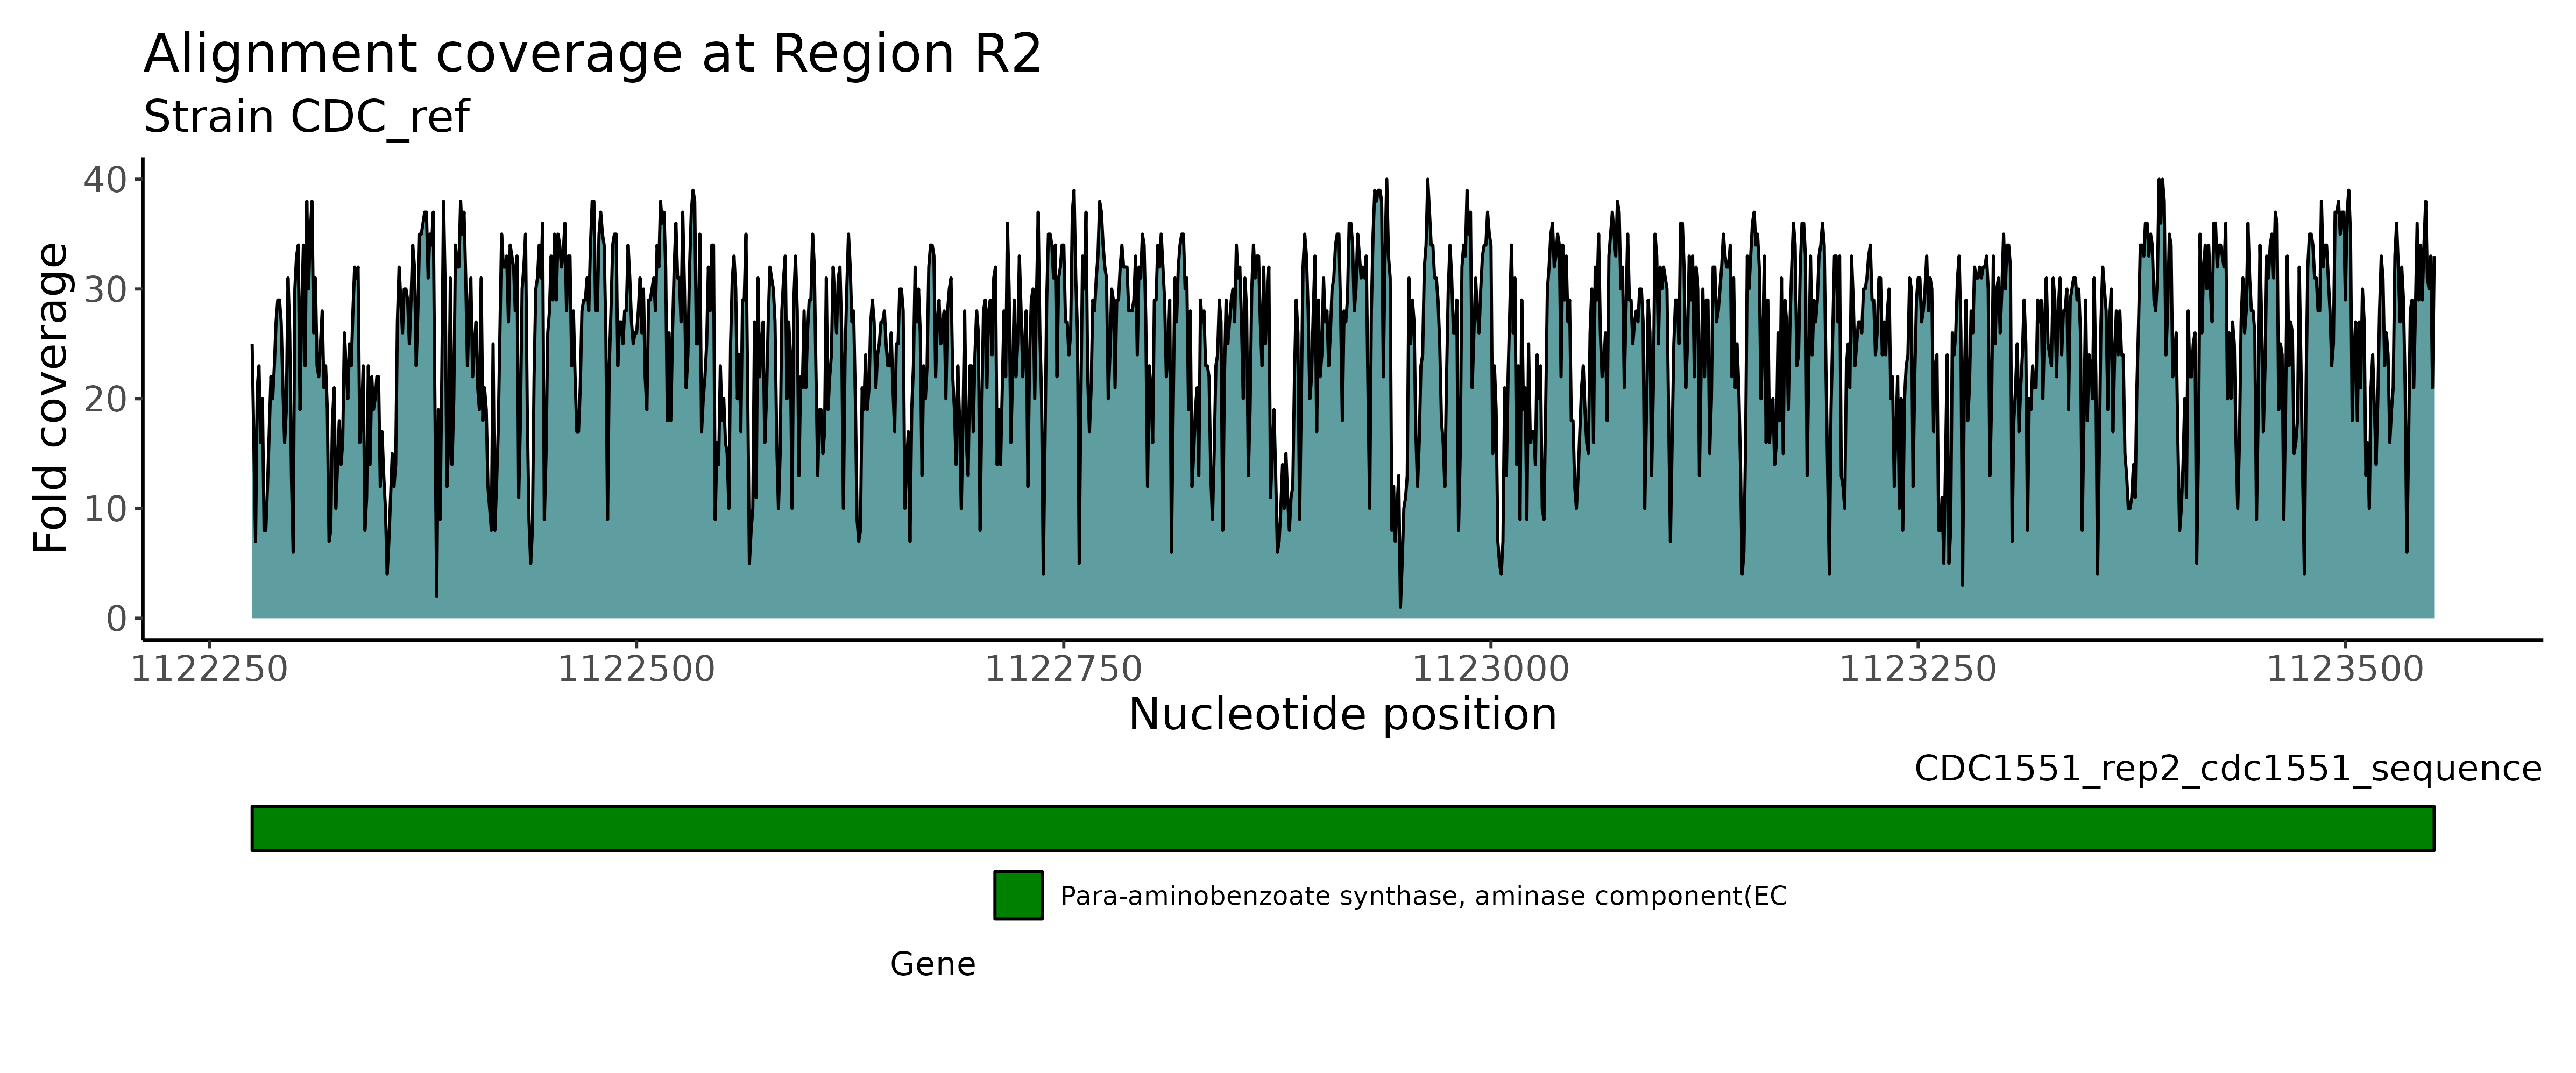 Alignment coverage at Region R2
Strain CDC_ref
Fold coverage
40
30
20
10
0
1122250 1122500 1122750 1123000 1123250 1123500
Nucleotide position
CDC1551_rep2_cdc1551_sequence
Para-aminobenzoate synthase, aminase component(EC
Gene